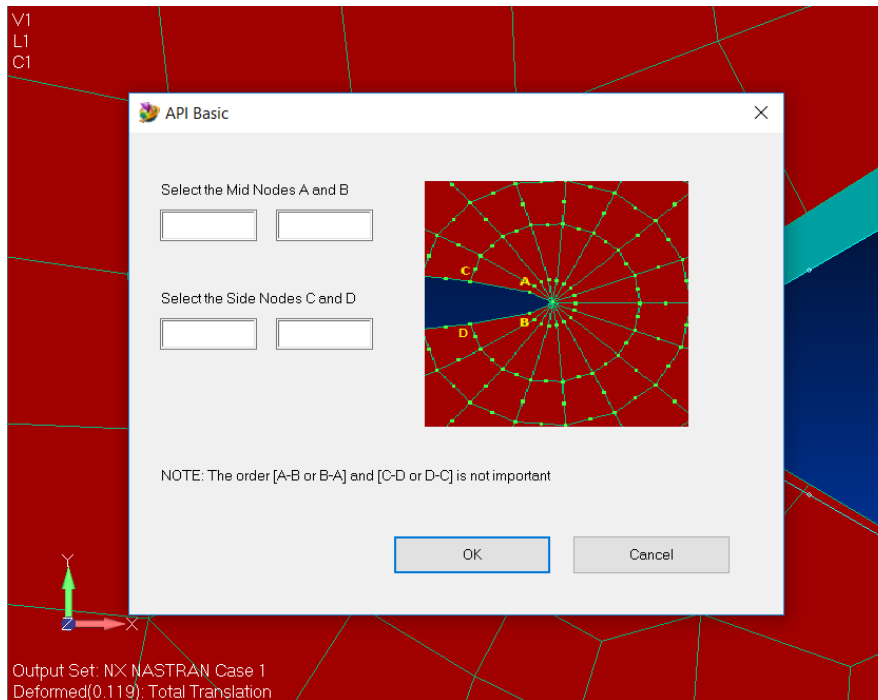 V1
L1
C1
API Basic
Select the Mid Nodes A and B
Select the Side Nodes C and D
C
A
B
D
NOTE: The order [A-B or B-A] and [C-D or D-C] is not important
OK Cancel
Y
Z X
Output Set: NX NASTRAN Case 1
Deformed(0.119): Total Translation